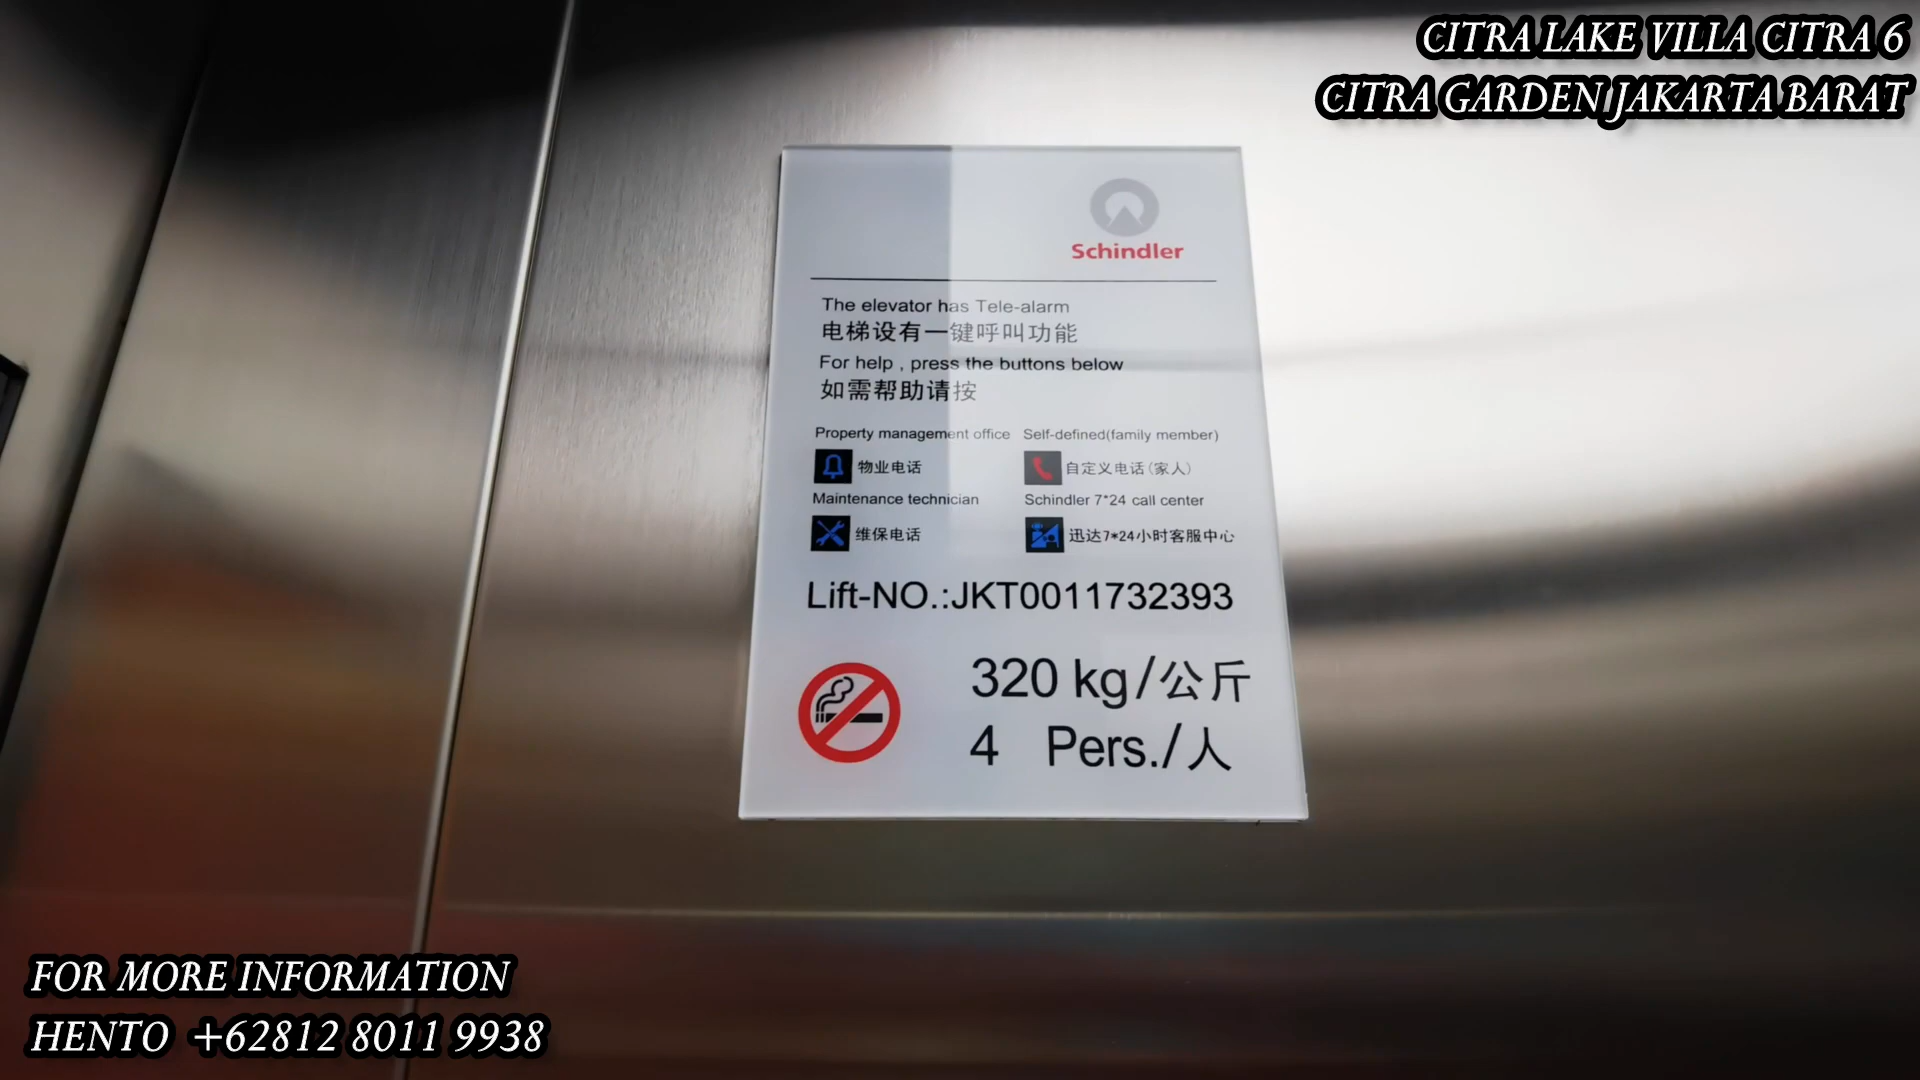 CITRA LAKE VILLA CITRA 6
CITRA GARDEN JAKARTA BARAT
Schindler
The elevator has Tele-alarm
电梯设有一键呼叫功能
For help , press the buttons below
如需帮助请按
Property management office Self-defined(family member)
物业电话 自定义电话(家人)
Maintenance technician Schindler 7*24 call center
维保电话 迅达7*24小时客服中心
Lift-NO.:JKT0011732393
320 kg/公斤
4 Pers./人
FOR MORE INFORMATION
HENTO +62812 8011 9938